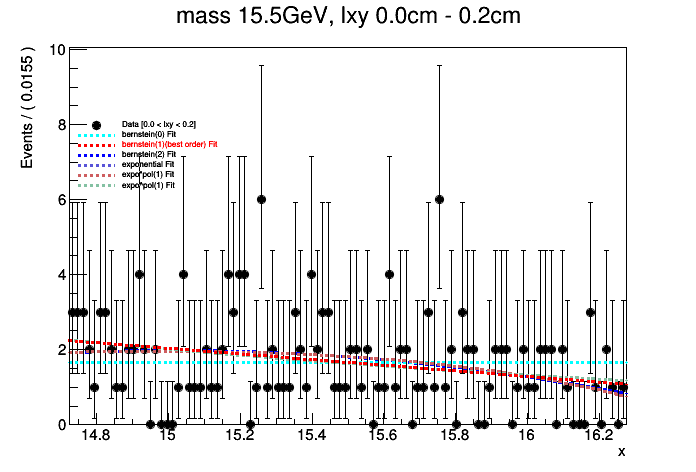 mass 15.5GeV, lxy 0.0cm - 0.2cm
Events / ( 0.0155 )
10
8
6
4
2
0
Data [0.0 < lxy < 0.2]
bernstein(0) Fit
bernstein(1)(best order) Fit
bernstein(2) Fit
exponential Fit
expo*pol(1) Fit
expo*pol(1) Fit
14.8 15 15.2 15.4 15.6 15.8 16 16.2
x